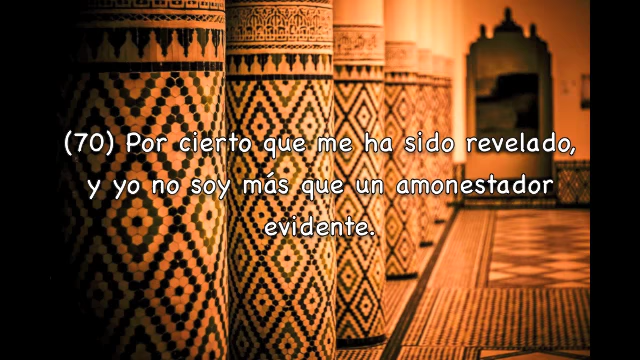 (70) Por cierto que me ha sido revelado,
y yo no soy más que un amonestador
evidente.